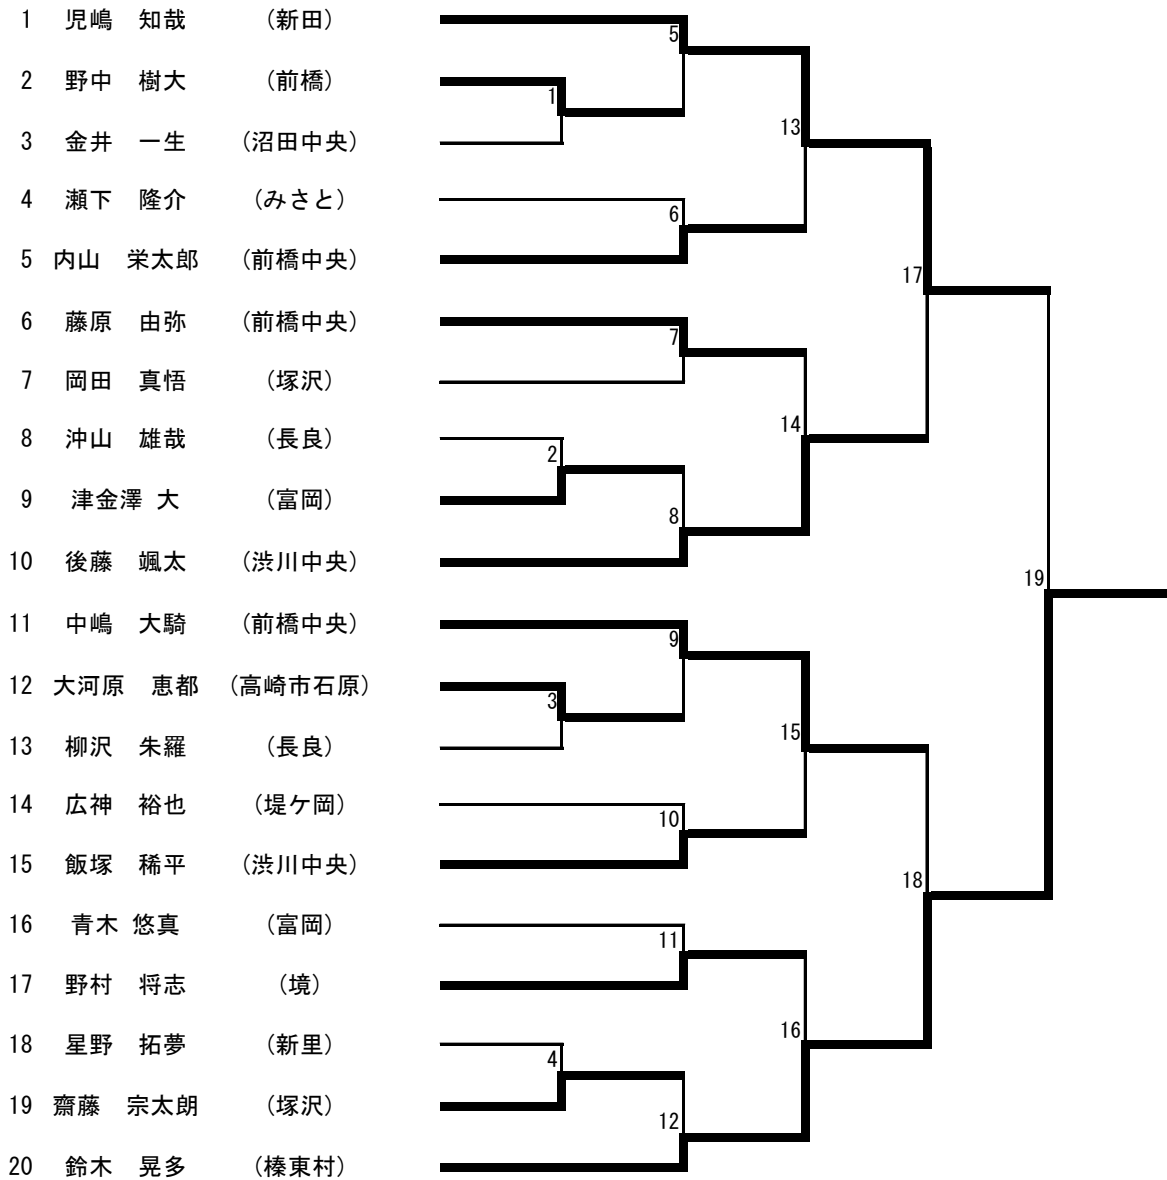 1 児嶋 知哉 (新田)
5
2 野中 樹大 (前橋)
1
13
3 金井 一生 (沼田中央)
4 瀬下 隆介 (みさと)
6
5 内山 栄太郎 (前橋中央)
17
6 藤原 由弥 (前橋中央)
7
7 岡田 真悟 (塚沢)
14
8 沖山 雄哉 (長良)
2
9 津金澤 大 (富岡)
8
10 後藤 颯太 (渋川中央)
19
11 中嶋 大騎 (前橋中央)
9
12 大河原 恵都 (高崎市石原)
3
15
13 柳沢 朱羅 (長良)
14 広神 裕也 (堤ケ岡)
10
15 飯塚 稀平 (渋川中央)
18
16 青木 悠真 (富岡)
11
17 野村 将志 (境)
16
18 星野 拓夢 (新里)
4
19 齋藤 宗太朗 (塚沢)
12
20 鈴木 晃多 (榛東村)